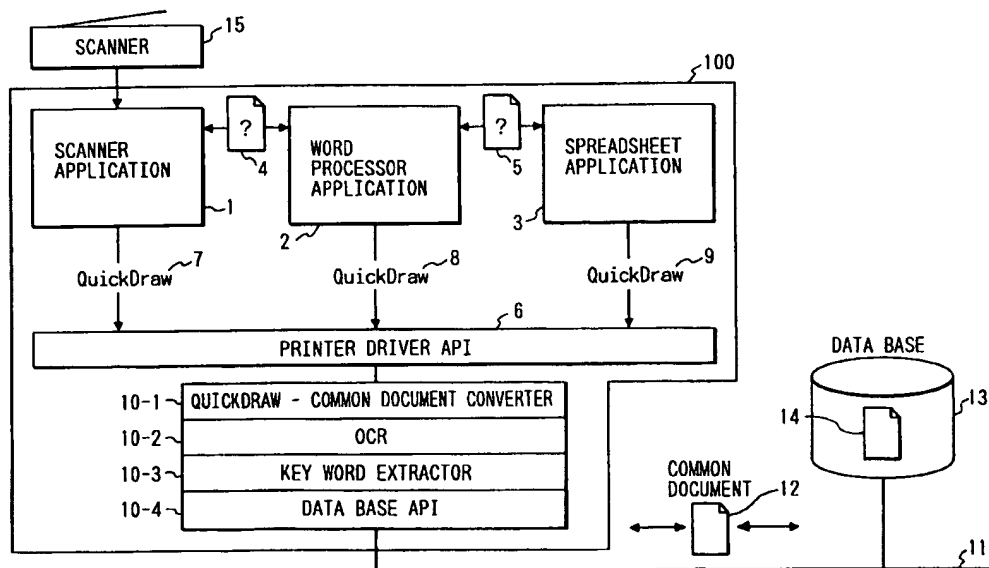 SCANNER
15
100
SCANNER
APPLICATION
1
?
4
WORD
PROCESSOR
APPLICATION
2
?
5
SPREADSHEET
APPLICATION
3
QuickDraw
7
QuickDraw
8
QuickDraw
9
6
PRINTER DRIVER API
10-1
QUICKDRAW - COMMON DOCUMENT CONVERTER
10-2
OCR
10-3
KEY WORD EXTRACTOR
10-4
DATA BASE API
DATA BASE
13
14
COMMON
DOCUMENT
12
11